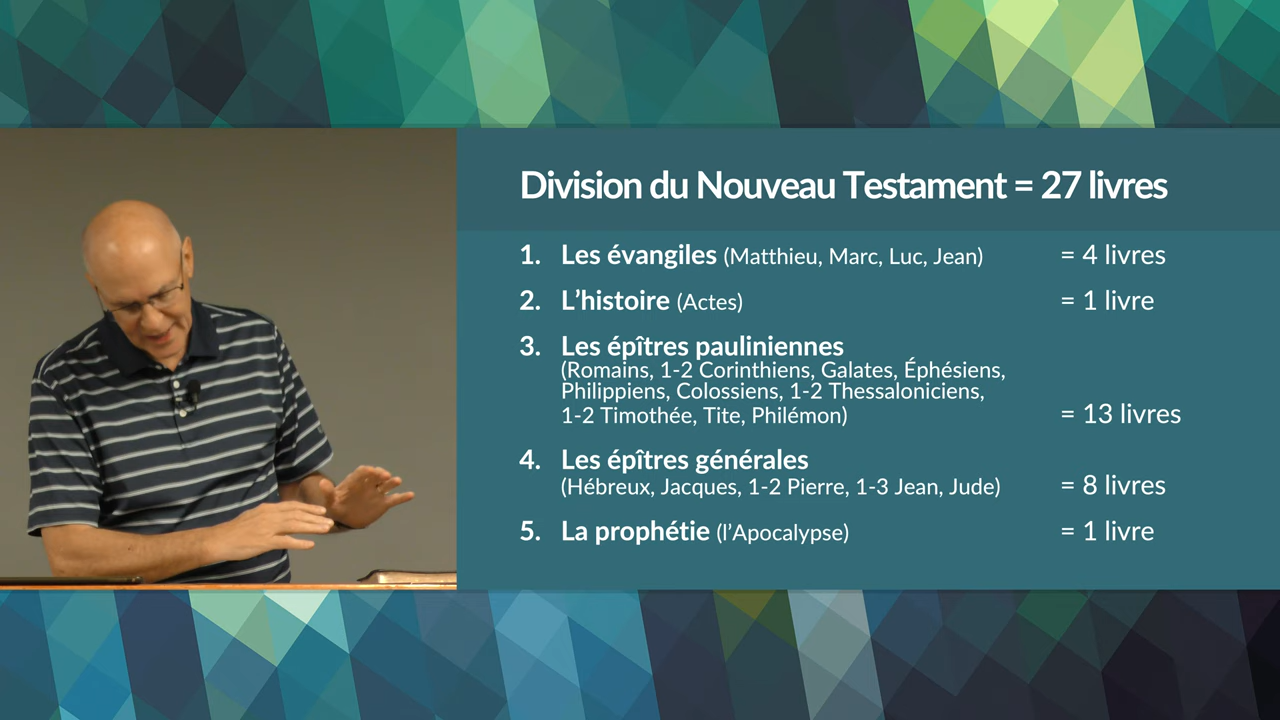 Division du Nouveau Testament = 27 livres
1. Les évangiles (Matthieu, Marc, Luc, Jean) = 4 livres
2. L’histoire (Actes) = 1 livre
3. Les épîtres pauliniennes
(Romains, 1-2 Corinthiens, Galates, Éphésiens,
Philippiens, Colossiens, 1-2 Thessaloniciens,
1-2 Timothée, Tite, Philémon) = 13 livres
4. Les épîtres générales
(Hébreux, Jacques, 1-2 Pierre, 1-3 Jean, Jude) = 8 livres
5. La prophétie (l’Apocalypse) = 1 livre